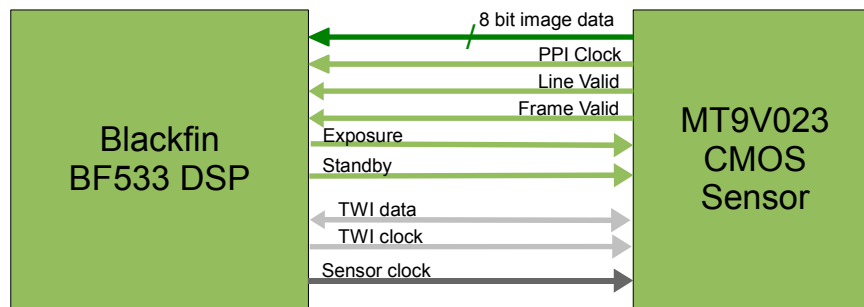 8 bit image data
PPI Clock
Line Valid
Frame Valid
Exposure
Standby
TWI data
TWI clock
Sensor clock
Blackfin
BF533 DSP
MT9V023
CMOS
Sensor